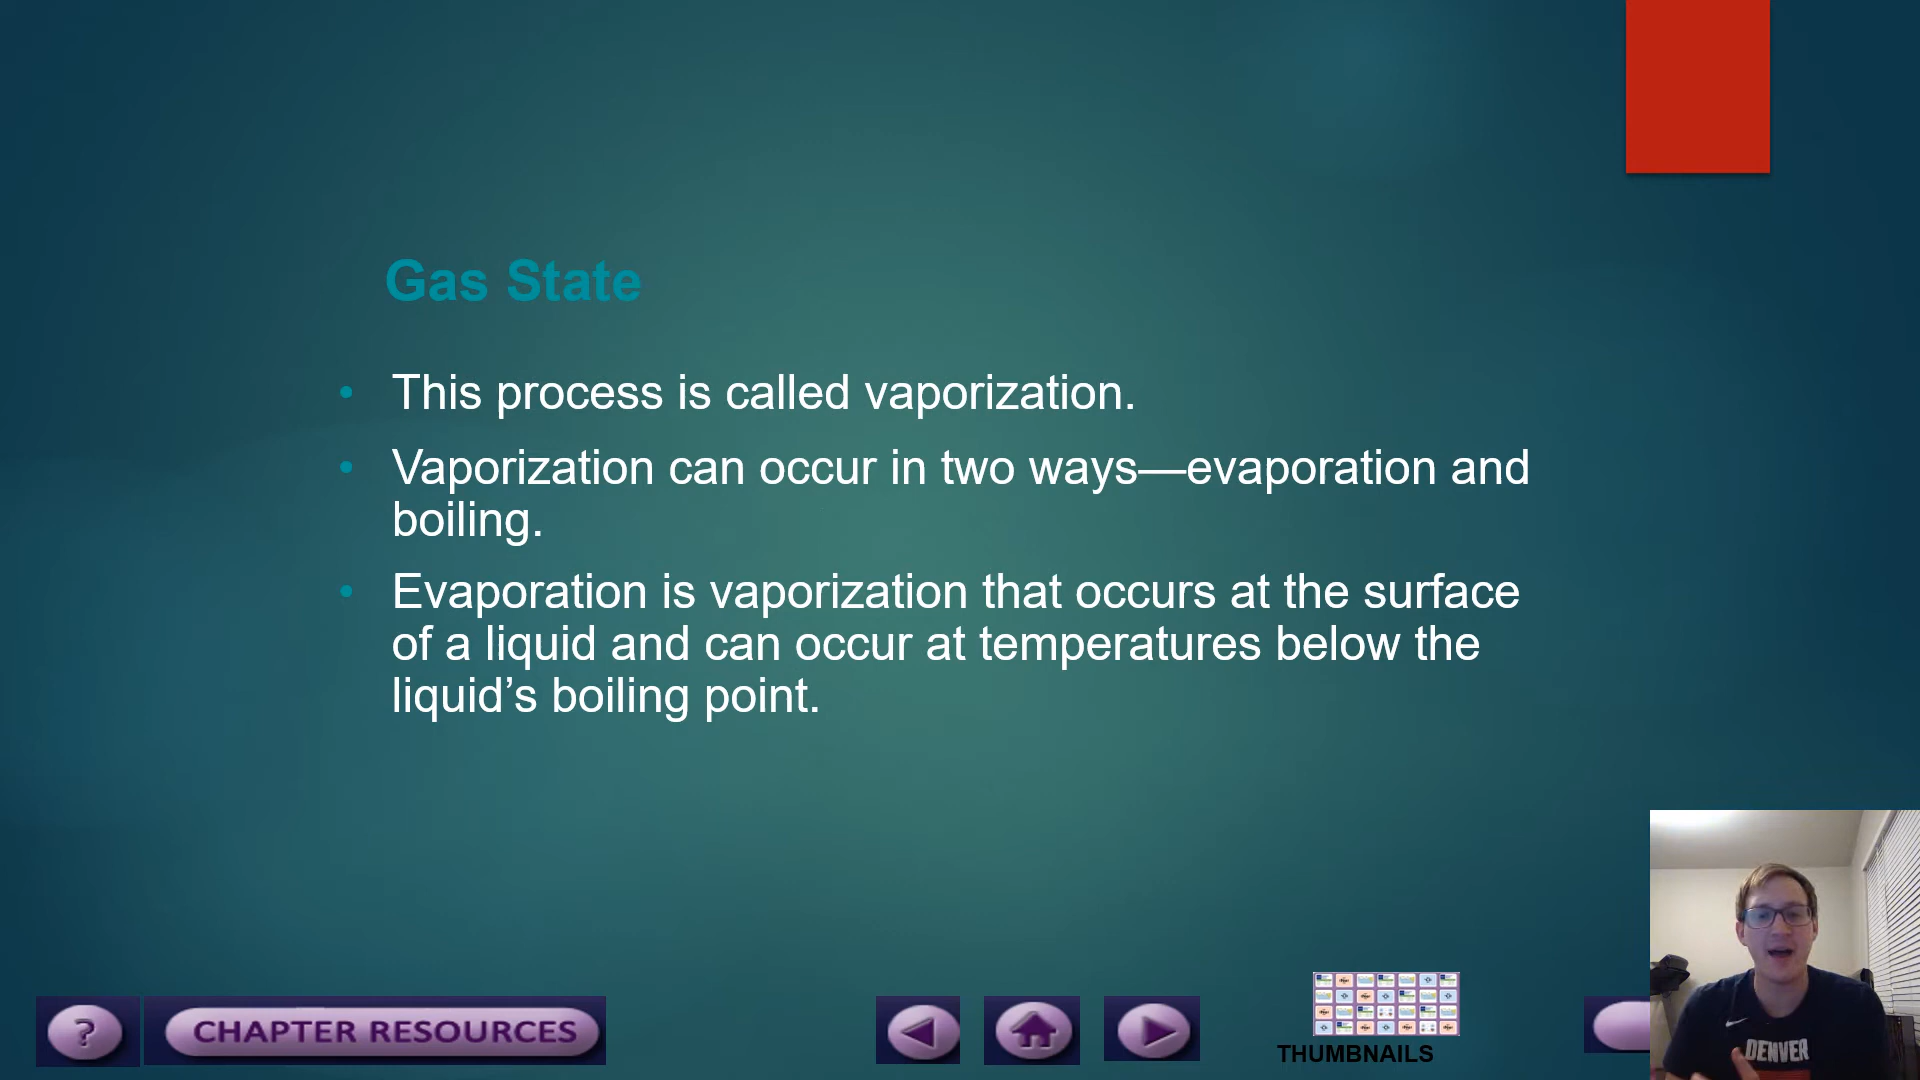 Gas State
• This process is called vaporization.
• Vaporization can occur in two ways—evaporation and
boiling.
• Evaporation is vaporization that occurs at the surface
of a liquid and can occur at temperatures below the
liquid’s boiling point.
?
CHAPTER RESOURCES
THUMBNAILS
DENVER